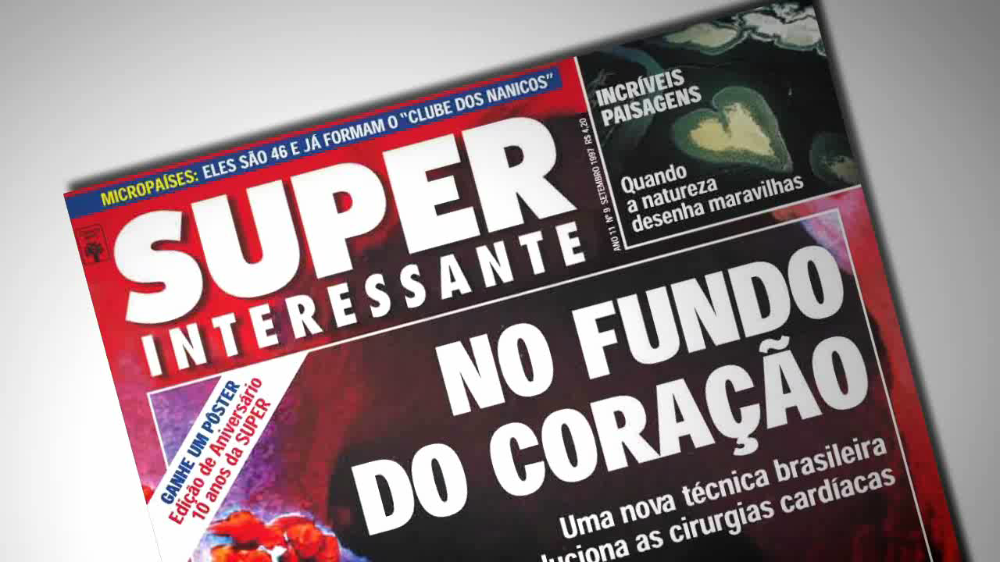 MICROPAÍSES: ELES SÃO 46 E JÁ FORMAM O "CLUBE DOS NANICOS"
SUPER
INTERESSANTE
ANO 11 Nº 9 SETEMBRO 1997 R$ 4,20
INCRÍVEIS
PAISAGENS
Quando
a natureza
desenha maravilhas
NO FUNDO
DO CORAÇÃO
Uma nova técnica brasileira
as cirurgias cardíacas
GANHE UM PÔSTER
Edição de Aniversário
10 anos da SUPER